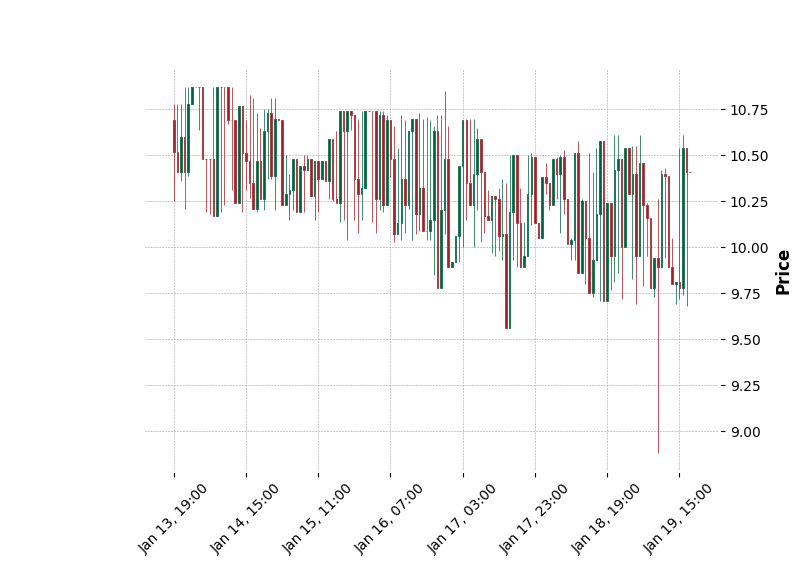 10.75
10.50
10.25
10.00
9.75
9.50
9.25
9.00
Price
Jan 13, 19:00
Jan 14, 15:00
Jan 15, 11:00
Jan 16, 07:00
Jan 17, 03:00
Jan 17, 23:00
Jan 18, 19:00
Jan 19, 15:00